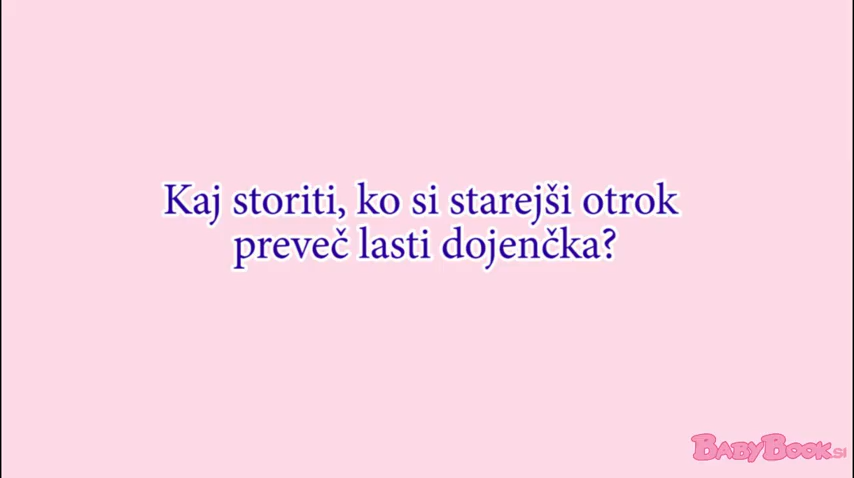 Kaj storiti, ko si starejši otrok
preveč lasti dojenčka?
BABYBOOK.SI